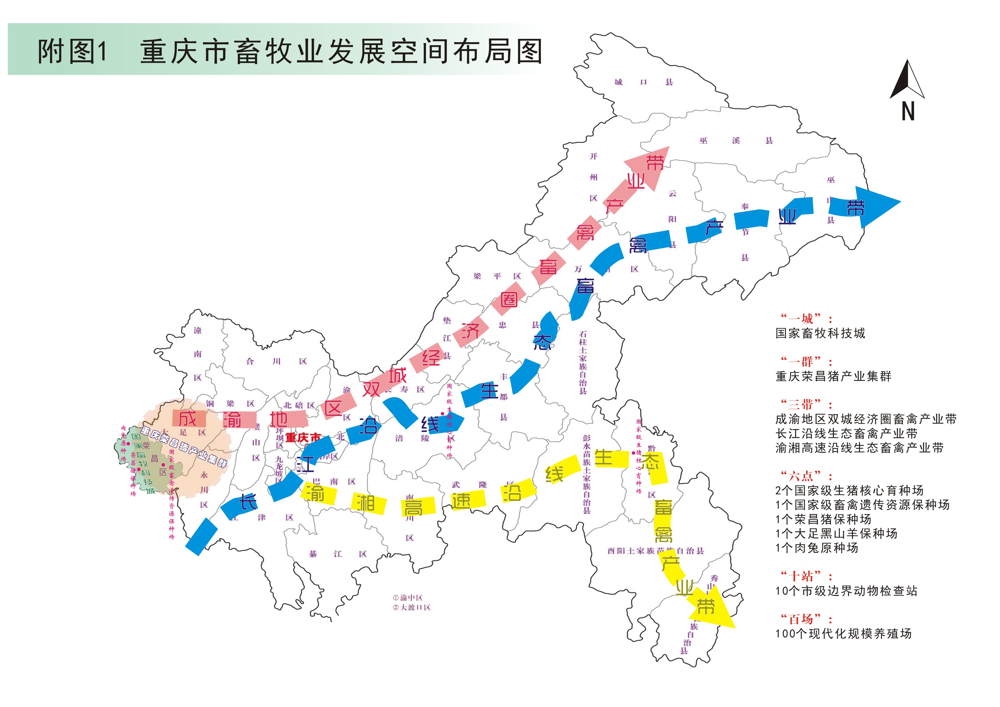 附图1 重庆市畜牧业发展空间布局图
N
城口县
巫溪县
开州区
云阳县
奉节县
巫山县
梁平区
万 区
垫江县
忠县
石柱土家族自治县
潼南区
合川区
铜梁区
北碚区
渝 区
寿区
丰都县
大足区
璧山区
坪坝区
重庆市
北
涪陵区
岸区
九龙坡区
②
巴南区
永川区
荣昌区
津区
綦江区
南川区
武隆区
彭水苗族土家族自治县
黔 区
酉阳土家族苗族自治县
秀山 族自治县
成渝地区双城经济圈畜禽产业带
长江沿线生态畜禽产业带
渝湘高速沿线生态畜禽产业带
重庆荣昌猪产业集群
国家畜牧科技城
肉兔原种场
荣昌猪保种场
国家级畜禽遗传资源保种场
国家级生猪核心育种场
国家级生猪核心育种场
①渝中区
②大渡口区
“一城”：
国家畜牧科技城
“一群”：
重庆荣昌猪产业集群
“三带”：
成渝地区双城经济圈畜禽产业带
长江沿线生态畜禽产业带
渝湘高速沿线生态畜禽产业带
“六点”：
2个国家级生猪核心育种场
1个国家级畜禽遗传资源保种场
1个荣昌猪保种场
1个大足黑山羊保种场
1个肉兔原种场
“十站”：
10个市级边界动物检查站
“百场”：
100个现代化规模养殖场